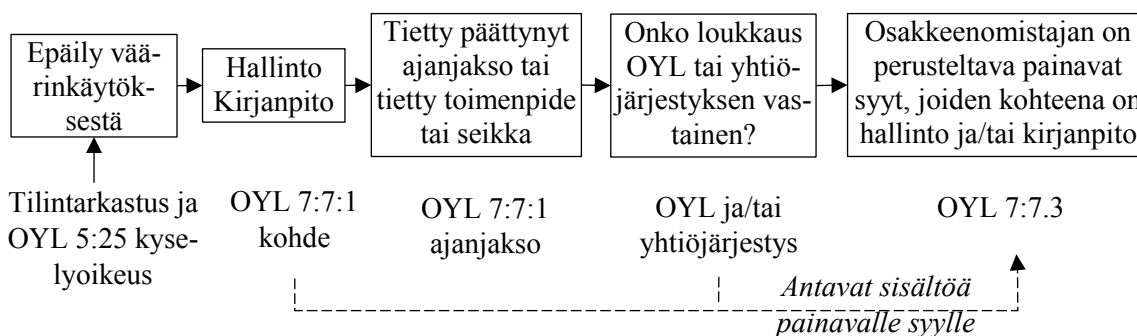 Epäily vää-
rinkäytök-
sestä
Hallinto
Kirjanpito
Tietty päättynyt
ajanjakso tai
tietty toimenpide
tai seikka
Onko loukkaus
OYL tai yhtiö-
järjestyksen vas-
tainen?
Osakkeenomistajan on
perusteltava painavat
syyt, joiden kohteena on
hallinto ja/tai kirjanpito
Tilintarkastus ja
OYL 5:25 kyse-
lyoikeus
OYL 7:7:1
kohde
OYL 7:7:1
ajanjakso
OYL ja/tai
yhtiöjärjestys
OYL 7:7.3
Antavat sisältöä
painavalle syylle